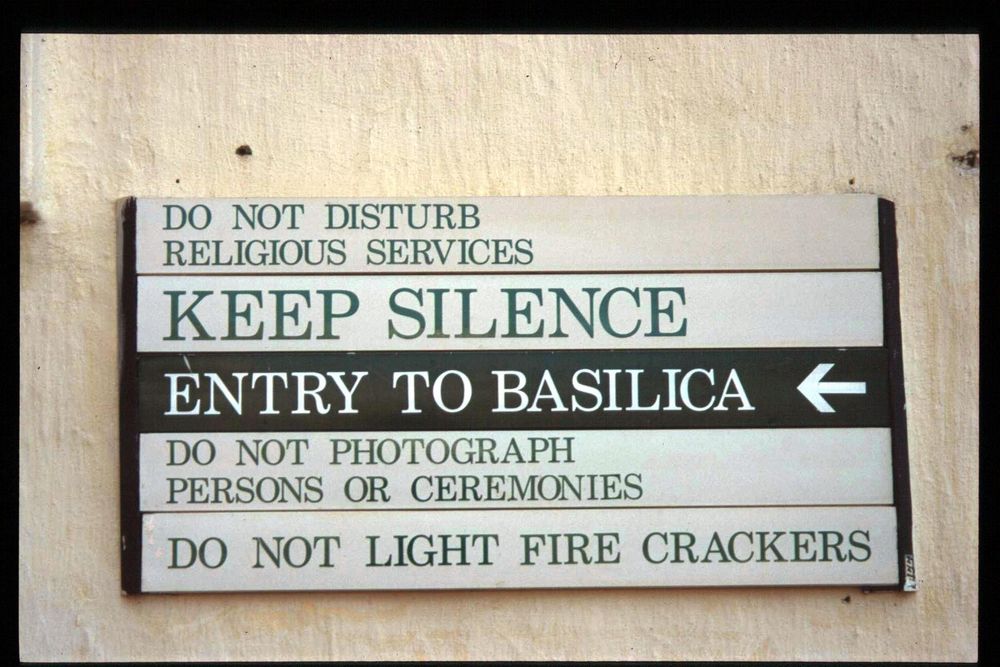 DO NOT DISTURB
RELIGIOUS SERVICES
KEEP SILENCE
ENTRY TO BASILICA ←
DO NOT PHOTOGRAPH
PERSONS OR CEREMONIES
DO NOT LIGHT FIRE CRACKERS